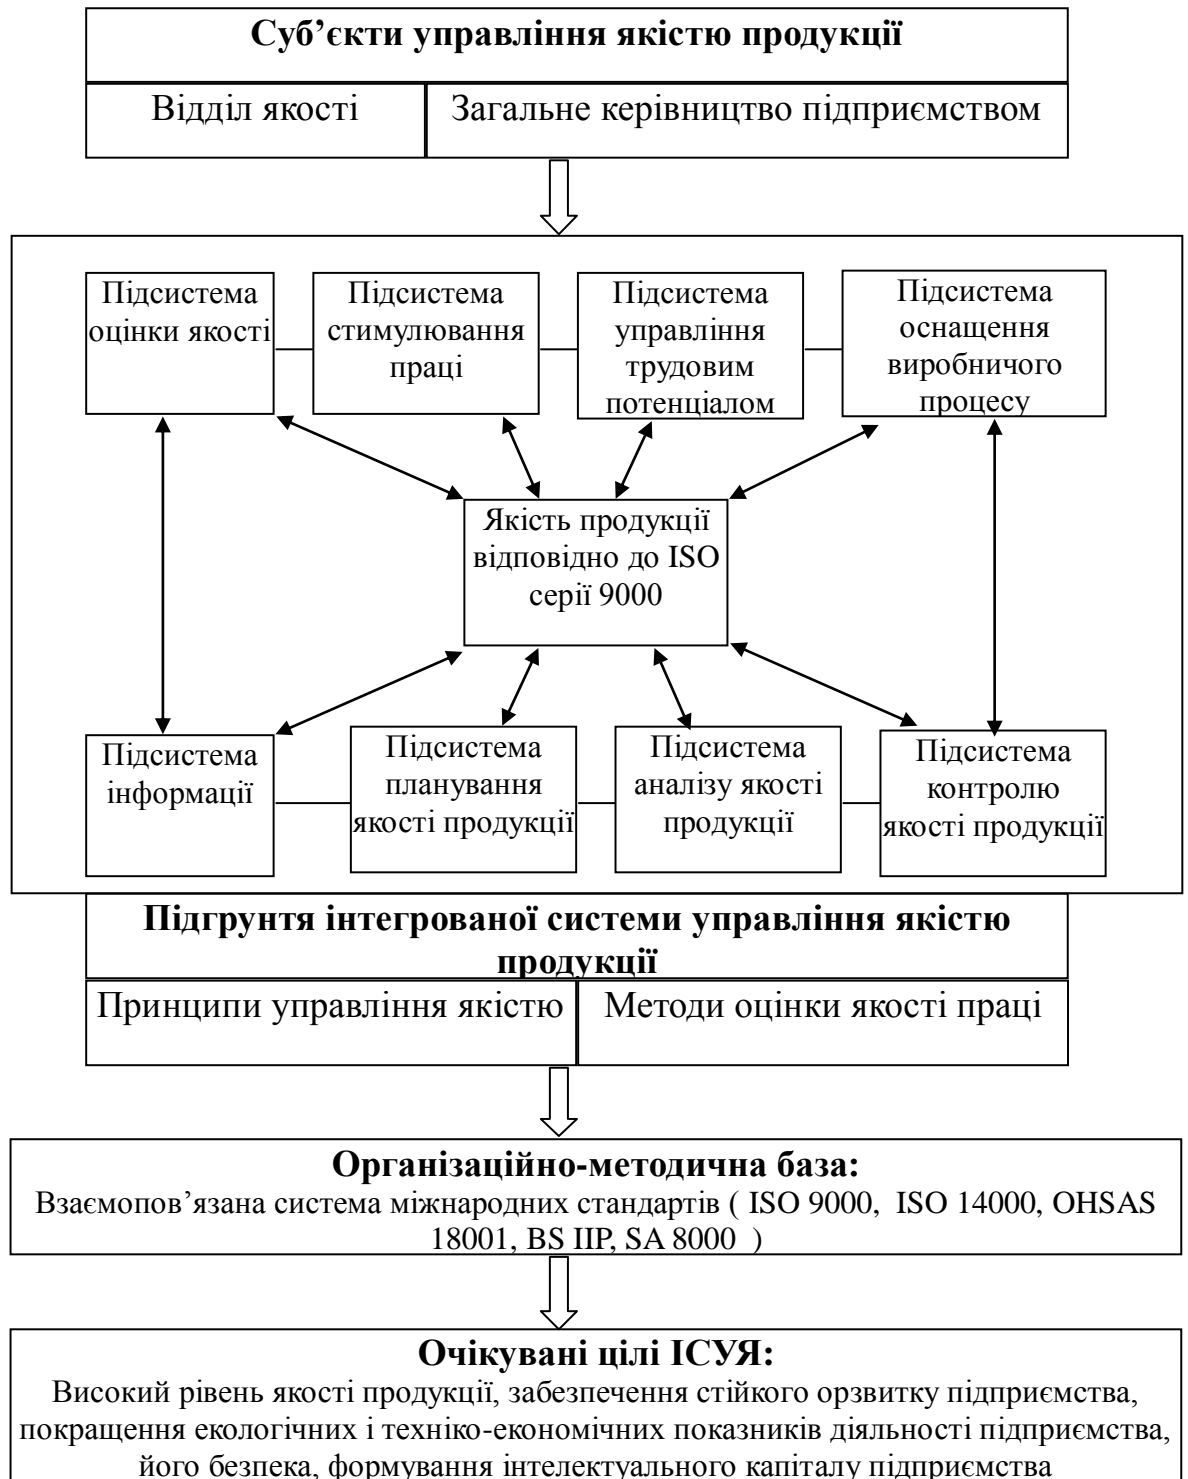 Суб’єкти управління якістю продукції
Відділ якості
Загальне керівництво підприємством
Підсистема
оцінки якості
Підсистема
стимулювання
праці
Підсистема
управління
трудовим
потенціалом
Підсистема
оснащення
виробничого
процесу
Якість продукції
відповідно до ISO
серії 9000
Підсистема
інформації
Підсистема
планування
якості продукції
Підсистема
аналізу якості
продукції
Підсистема
контролю
якості продукції
Підгрунтя інтегрованої системи управління якістю
продукції
Принципи управління якістю
Методи оцінки якості праці
Організаційно-методична база:
Взаємопов’язана система міжнародних стандартів ( ISO 9000, ISO 14000, OHSAS
18001, BS IIP, SA 8000 )
Очікувані цілі ІСУЯ:
Високий рівень якості продукції, забезпечення стійкого орзвитку підприємства,
покращення екологічних і техніко-економічних показників діяльності підприємства,
його безпека, формування інтелектуального капіталу підприємства